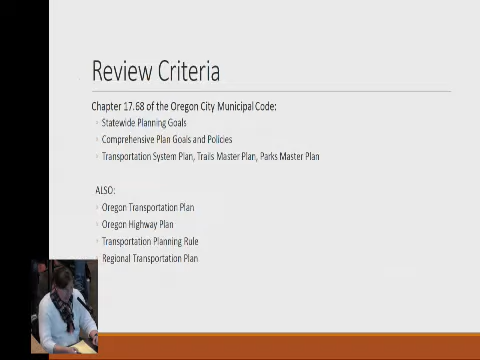 Review Criteria
Chapter 17.68 of the Oregon City Municipal Code:
Statewide Planning Goals
Comprehensive Plan Goals and Policies
Transportation System Plan, Trails Master Plan, Parks Master Plan
ALSO:
Oregon Transportation Plan
Oregon Highway Plan
Transportation Planning Rule
Regional Transportation Plan